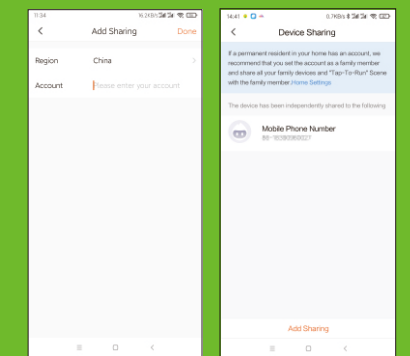 11:34
Add Sharing
Done
Region China
Account Please enter your account
14:41
Device Sharing
If a permanent resident in your home has an account, we
recommend that you set the account as a family member
and share all your family devices and "Tap-To-Run" Scene
with the family member.Home Settings
The device has been independently shared to the following
Mobile Phone Number
Add Sharing